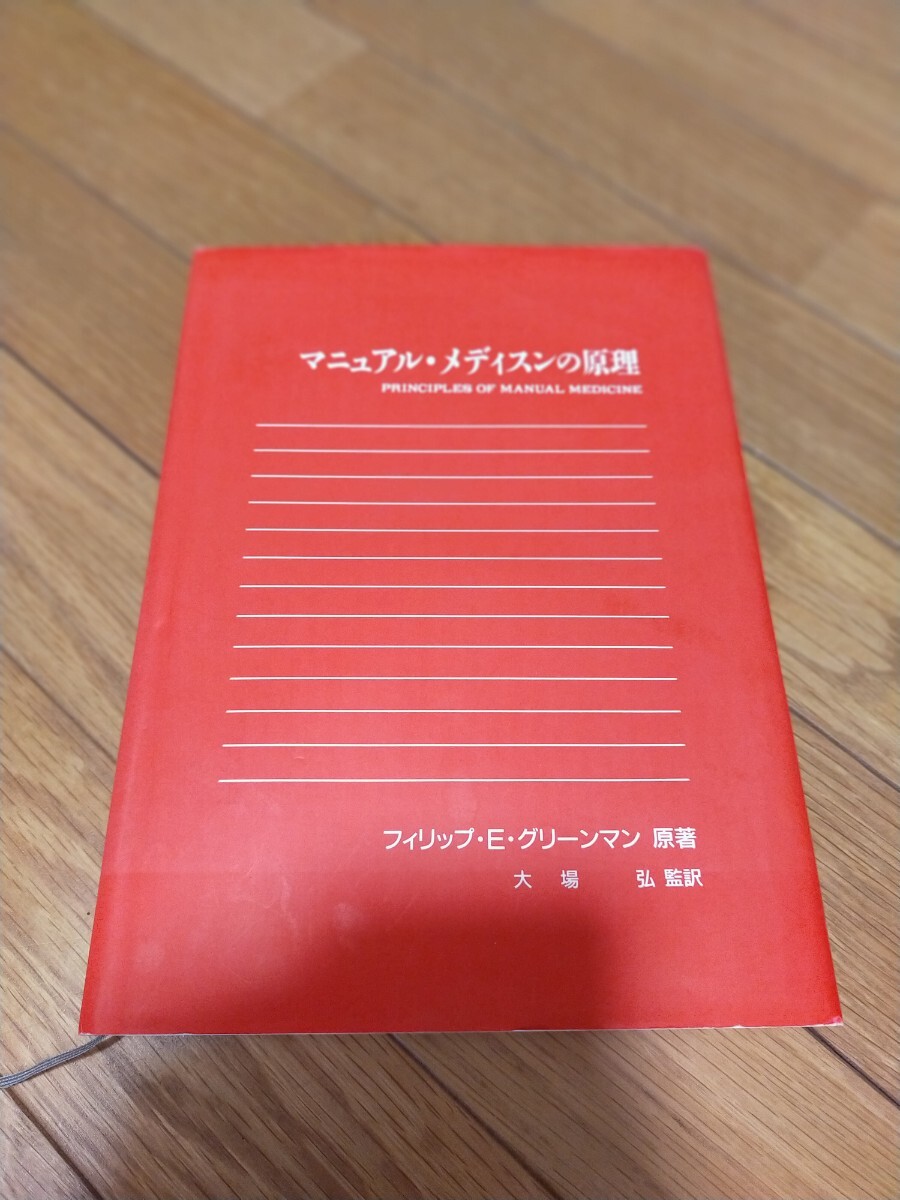 マニュアル・メディスンの原理
PRINCIPLES OF MANUAL MEDICINE
フィリップ・E・グリーンマン 原著
大場 弘 監訳